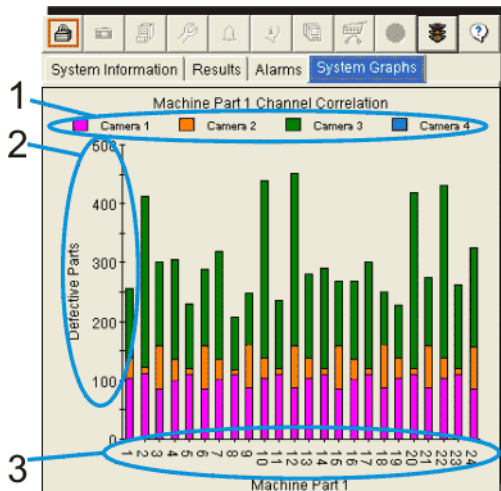 System Information Results Alarms System Graphs
1
Machine Part 1 Channel Correlation
Camera 1 Camera 2 Camera 3 Camera 4
2
500
400
300
200
100
0
Defective Parts
1 2 3 4 5 6 7 8 9 10 11 12 13 14 15 16 17 18 19 20 21 22 23 24
3
Machine Part 1